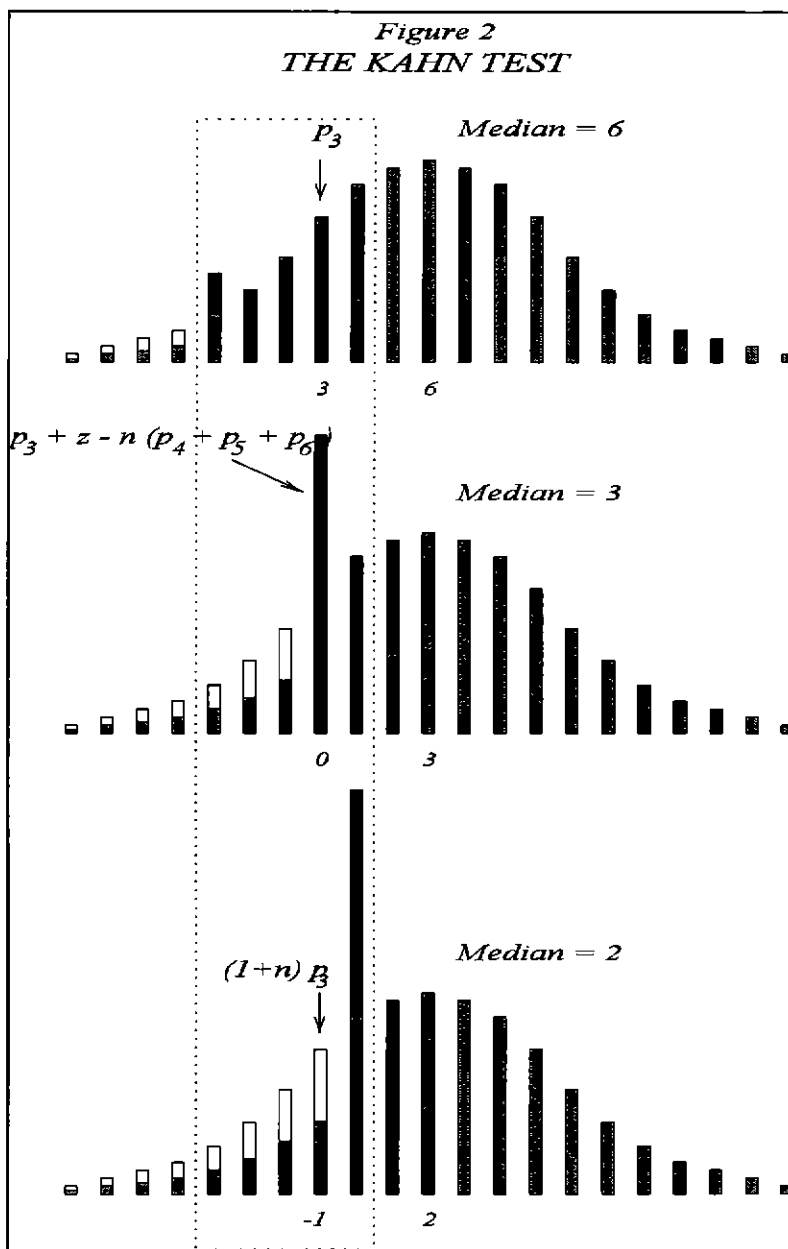 Figure 2
THE KAHN TEST
p3
Median = 6
3 6
p3 + z - n (p4 + p5 + p6)
Median = 3
0 3
(1+n) p3
Median = 2
-1 2